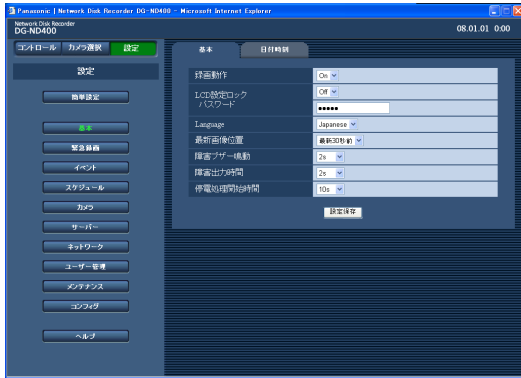 Panasonic | Network Disk Recorder DG-ND400 - Microsoft Internet Explorer
Network Disk Recorder
DG-ND400
08.01.01 0:00
コントロール カメラ選択 設定
設定
簡単設定
基本
緊急録画
イベント
スケジュール
カメラ
サーバー
ネットワーク
ユーザー管理
メンテナンス
コンフィグ
ヘルプ
基本 日付時刻
録画動作 On
LCD設定ロック Off
パスワード •••••
Language Japanese
最新画像位置 最新30秒前
障害ブザー鳴動 2s
障害出力時間 2s
停電処理開始時間 10s
設定保存